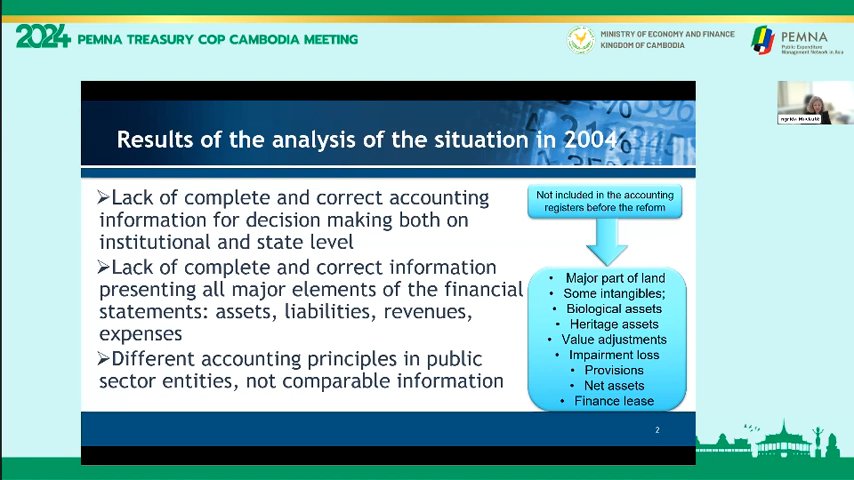 2024 PEMNA TREASURY COP CAMBODIA MEETING
MINISTRY OF ECONOMY AND FINANCE
KINGDOM OF CAMBODIA
PEMNA
Public Expenditure
Management Network in Asia
Results of the analysis of the situation in 2004
➢Lack of complete and correct accounting
information for decision making both on
institutional and state level
➢Lack of complete and correct information
presenting all major elements of the financial
statements: assets, liabilities, revenues,
expenses
➢Different accounting principles in public
sector entities, not comparable information
Not included in the accounting
registers before the reform
• Major part of land
• Some intangibles;
• Biological assets
• Heritage assets
• Value adjustments
• Impairment loss
• Provisions
• Net assets
• Finance lease
2